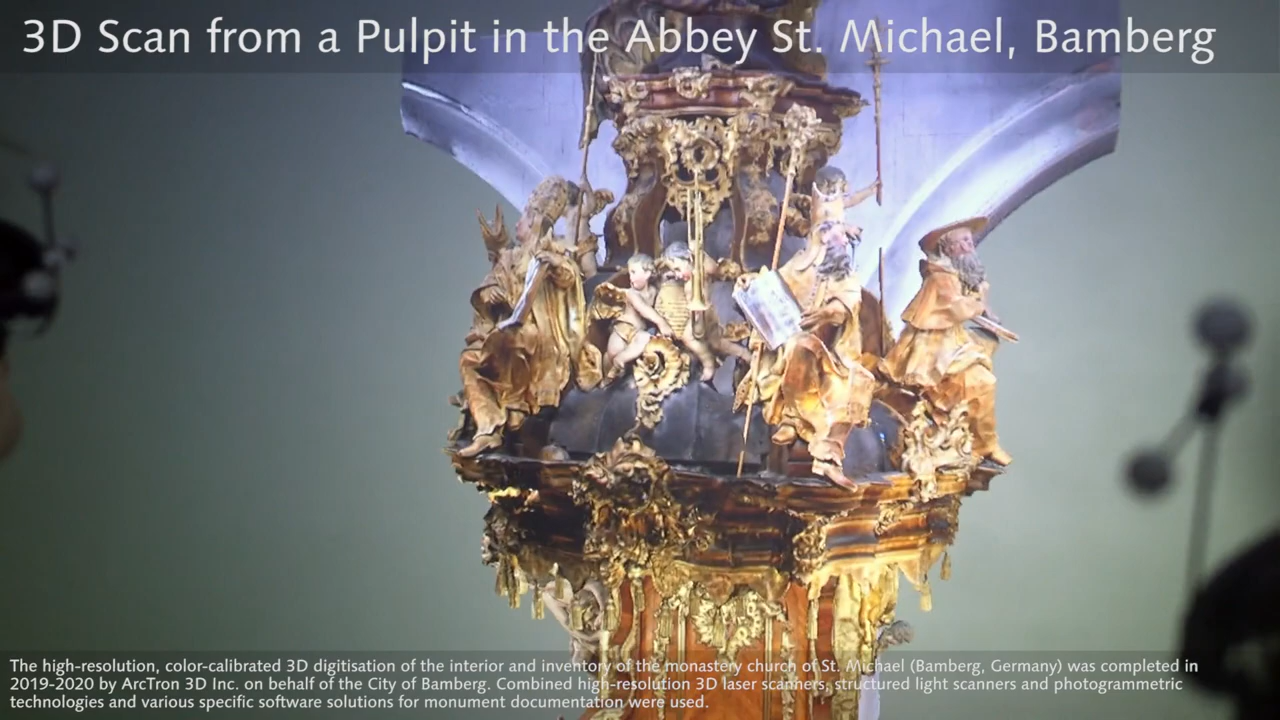 3D Scan from a Pulpit in the Abbey St. Michael, Bamberg
The high-resolution, color-calibrated 3D digitisation of the interior and inventory of the monastery church of St. Michael (Bamberg, Germany) was completed in
2019-2020 by ArcTron 3D Inc. on behalf of the City of Bamberg. Combined high-resolution 3D laser scanners, structured light scanners and photogrammetric
technologies and various specific software solutions for monument documentation were used.